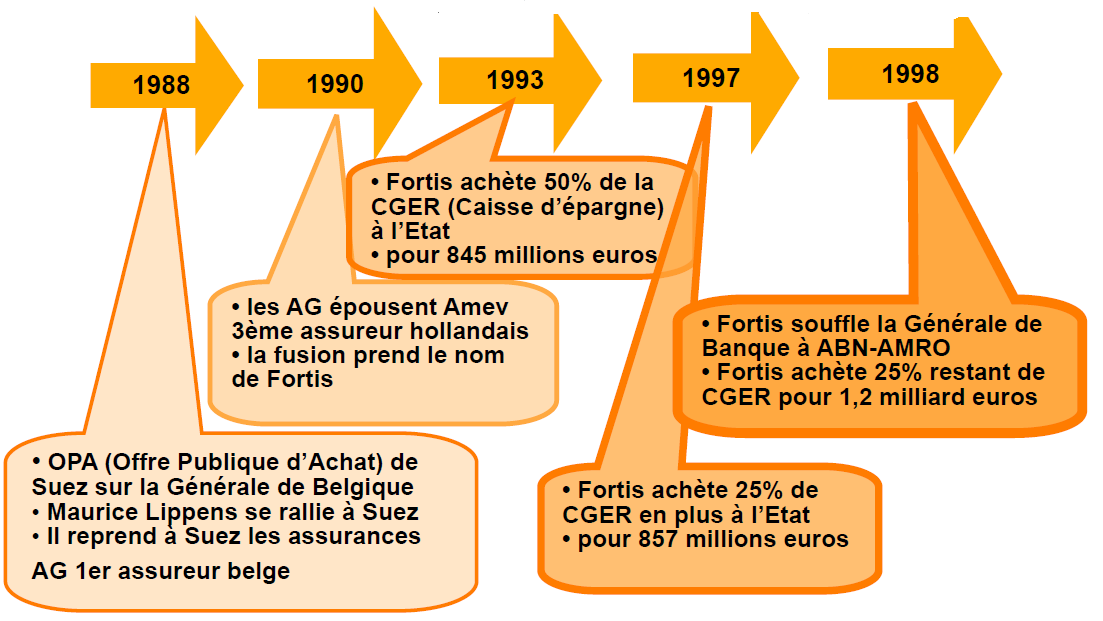 1988
1990
1993
1997
1998
• Fortis achète 50% de la
CGER (Caisse d’épargne)
à l’Etat
• pour 845 millions euros
• les AG épousent Amev
3ème assureur hollandais
• la fusion prend le nom
de Fortis
• Fortis souffle la Générale de
Banque à ABN-AMRO
• Fortis achète 25% restant de
CGER pour 1,2 milliard euros
• OPA (Offre Publique d’Achat) de
Suez sur la Générale de Belgique
• Maurice Lippens se rallie à Suez
• Il reprend à Suez les assurances
AG 1er assureur belge
• Fortis achète 25% de
CGER en plus à l’Etat
• pour 857 millions euros